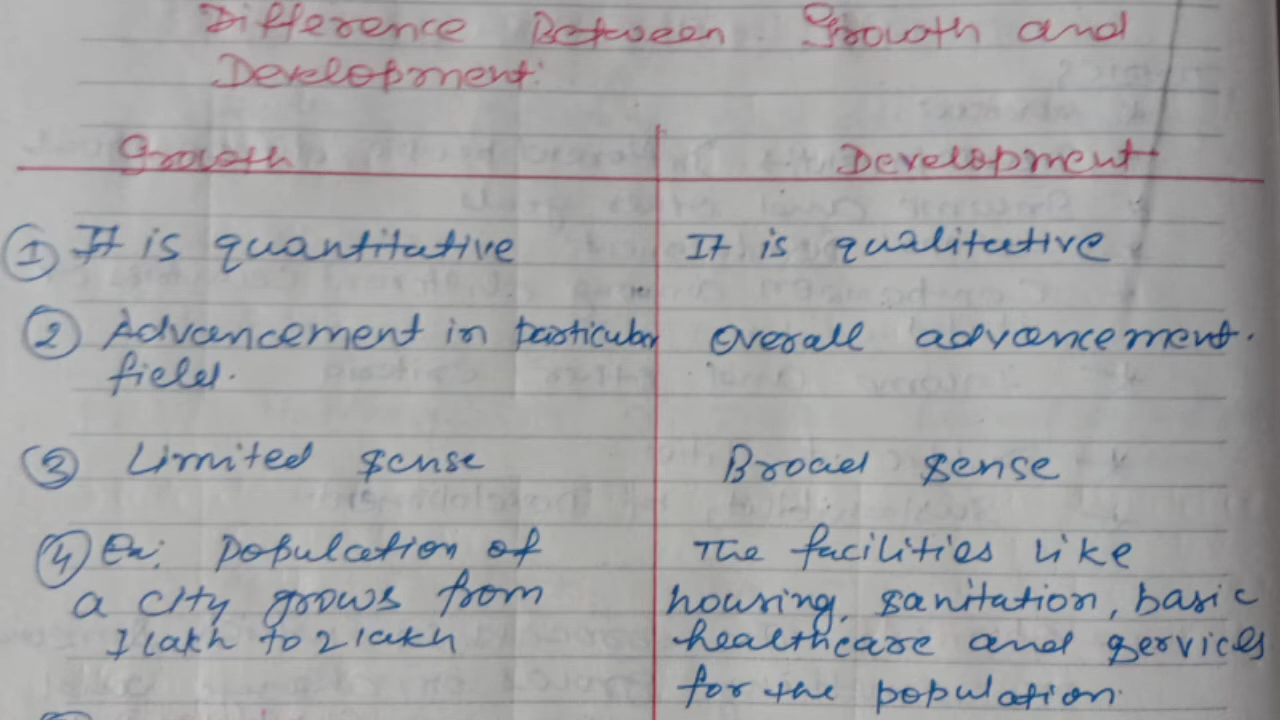 Difference Between Growth and
Development:
Growth
Development
① It is quantitative
It is qualitative
② Advancement in particular
field.
Overall advancement.
③ Limited sense
Broad sense
④ Ex: population of
a city grows from
1 lakh to 2 lakh
The facilities like
housing, sanitation, basic
healthcare and services
for the population.